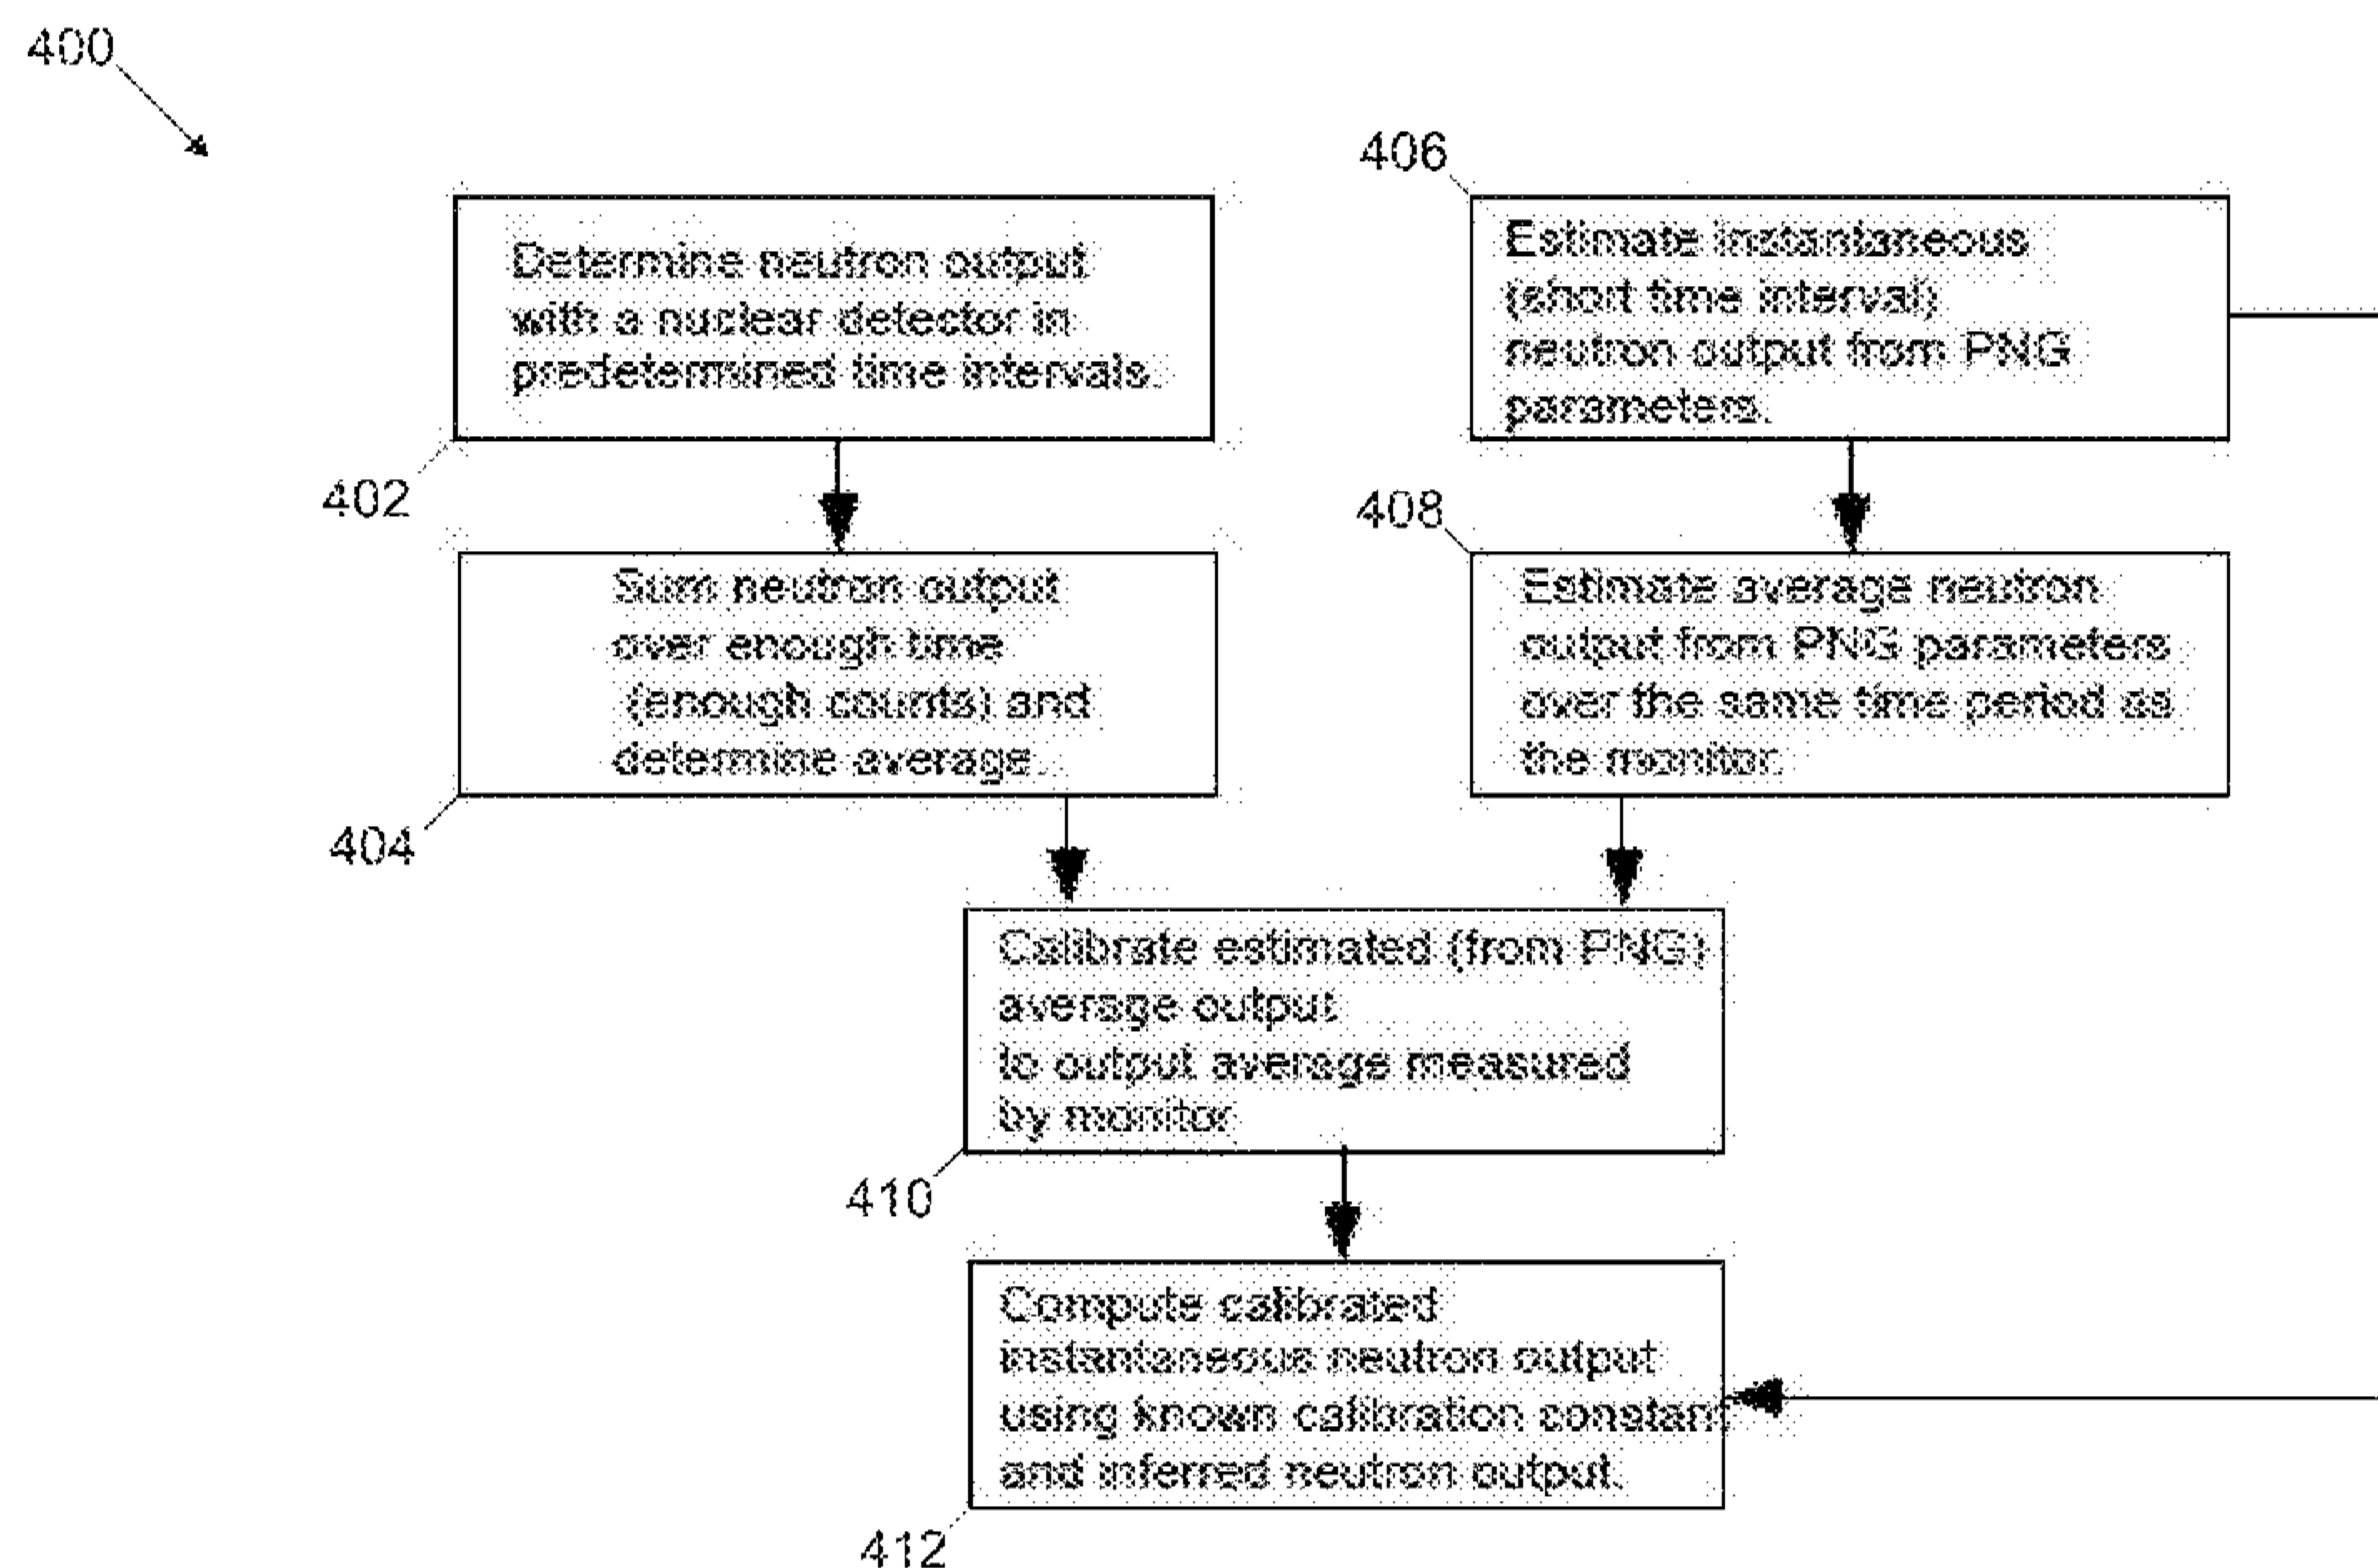 400
406
Determine neutron output
with a nuclear detector in
predetermined time intervals.
Estimate instantaneous
(short time interval)
neutron output from PNG
parameters.
402
408
Sum neutron output
over enough time
(enough counts) and
determine average.
Estimate average neutron
output from PNG parameters
over the same time period as
the monitor.
404
Calibrate estimated (from PNG)
average output
to output average measured
by monitor
410
Compute calibrated
instantaneous neutron output
using known calibration constant
and inferred neutron output.
412